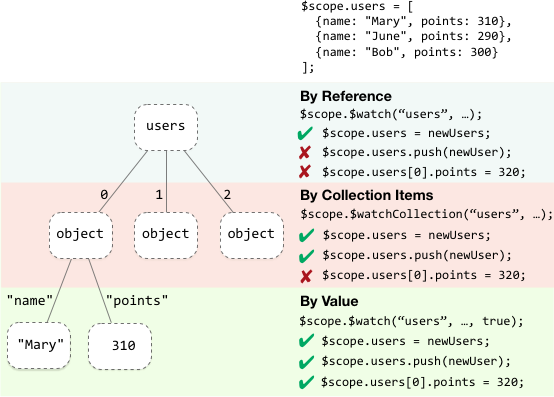 $scope.users = [
{name: "Mary", points: 310},
{name: "June", points: 290},
{name: "Bob", points: 300}
];
By Reference
$scope.$watch(“users”, …);
✔ $scope.users = newUsers;
✘ $scope.users.push(newUser);
✘ $scope.users[0].points = 320;
users
0 1 2
By Collection Items
$scope.$watchCollection(“users”, …);
✔ $scope.users = newUsers;
✔ $scope.users.push(newUser);
✘ $scope.users[0].points = 320;
object object object
"name" "points"
By Value
$scope.$watch(“users”, …, true);
✔ $scope.users = newUsers;
✔ $scope.users.push(newUser);
✔ $scope.users[0].points = 320;
"Mary" 310